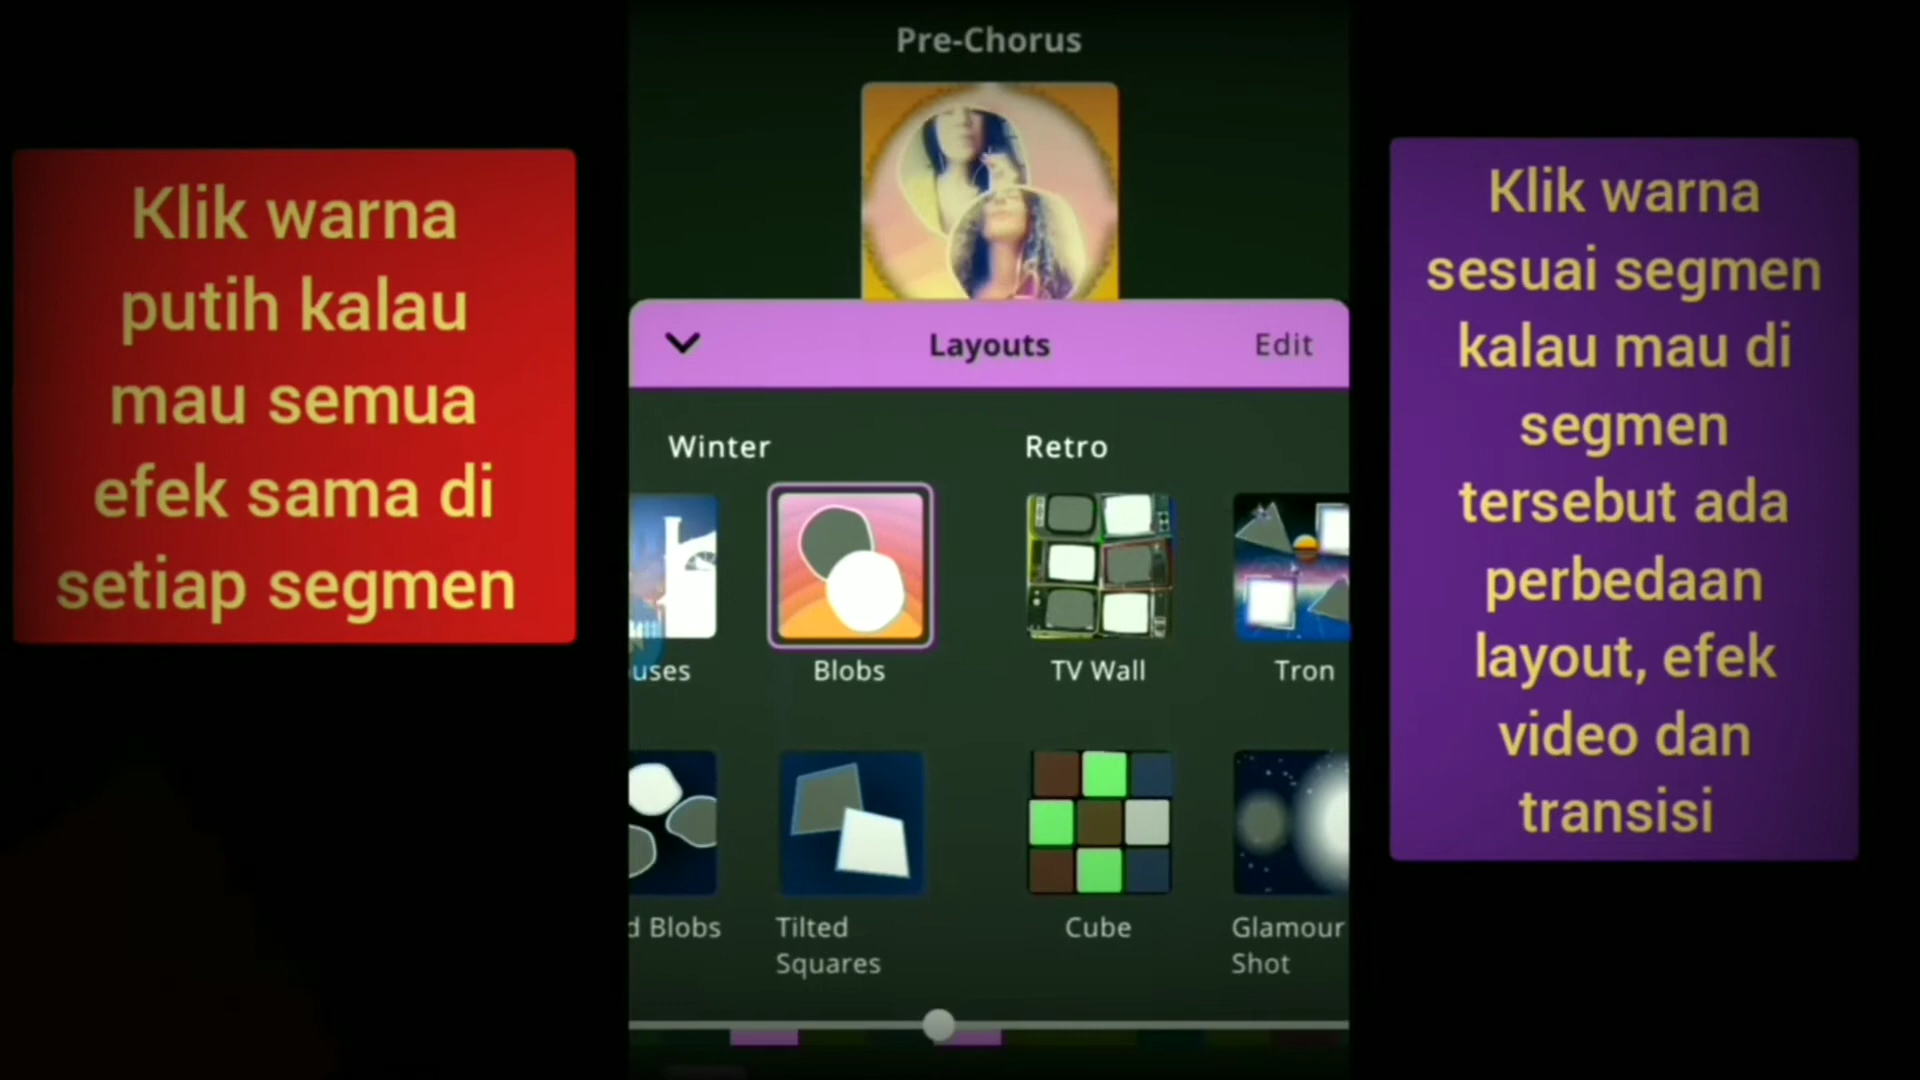 Pre-Chorus
Klik warna
putih kalau
mau semua
efek sama di
setiap segmen
Layouts
Edit
Winter
Retro
uses
Blobs
TV Wall
Tron
d Blobs
Tilted
Squares
Cube
Glamour
Shot
Klik warna
sesuai segmen
kalau mau di
segmen
tersebut ada
perbedaan
layout, efek
video dan
transisi